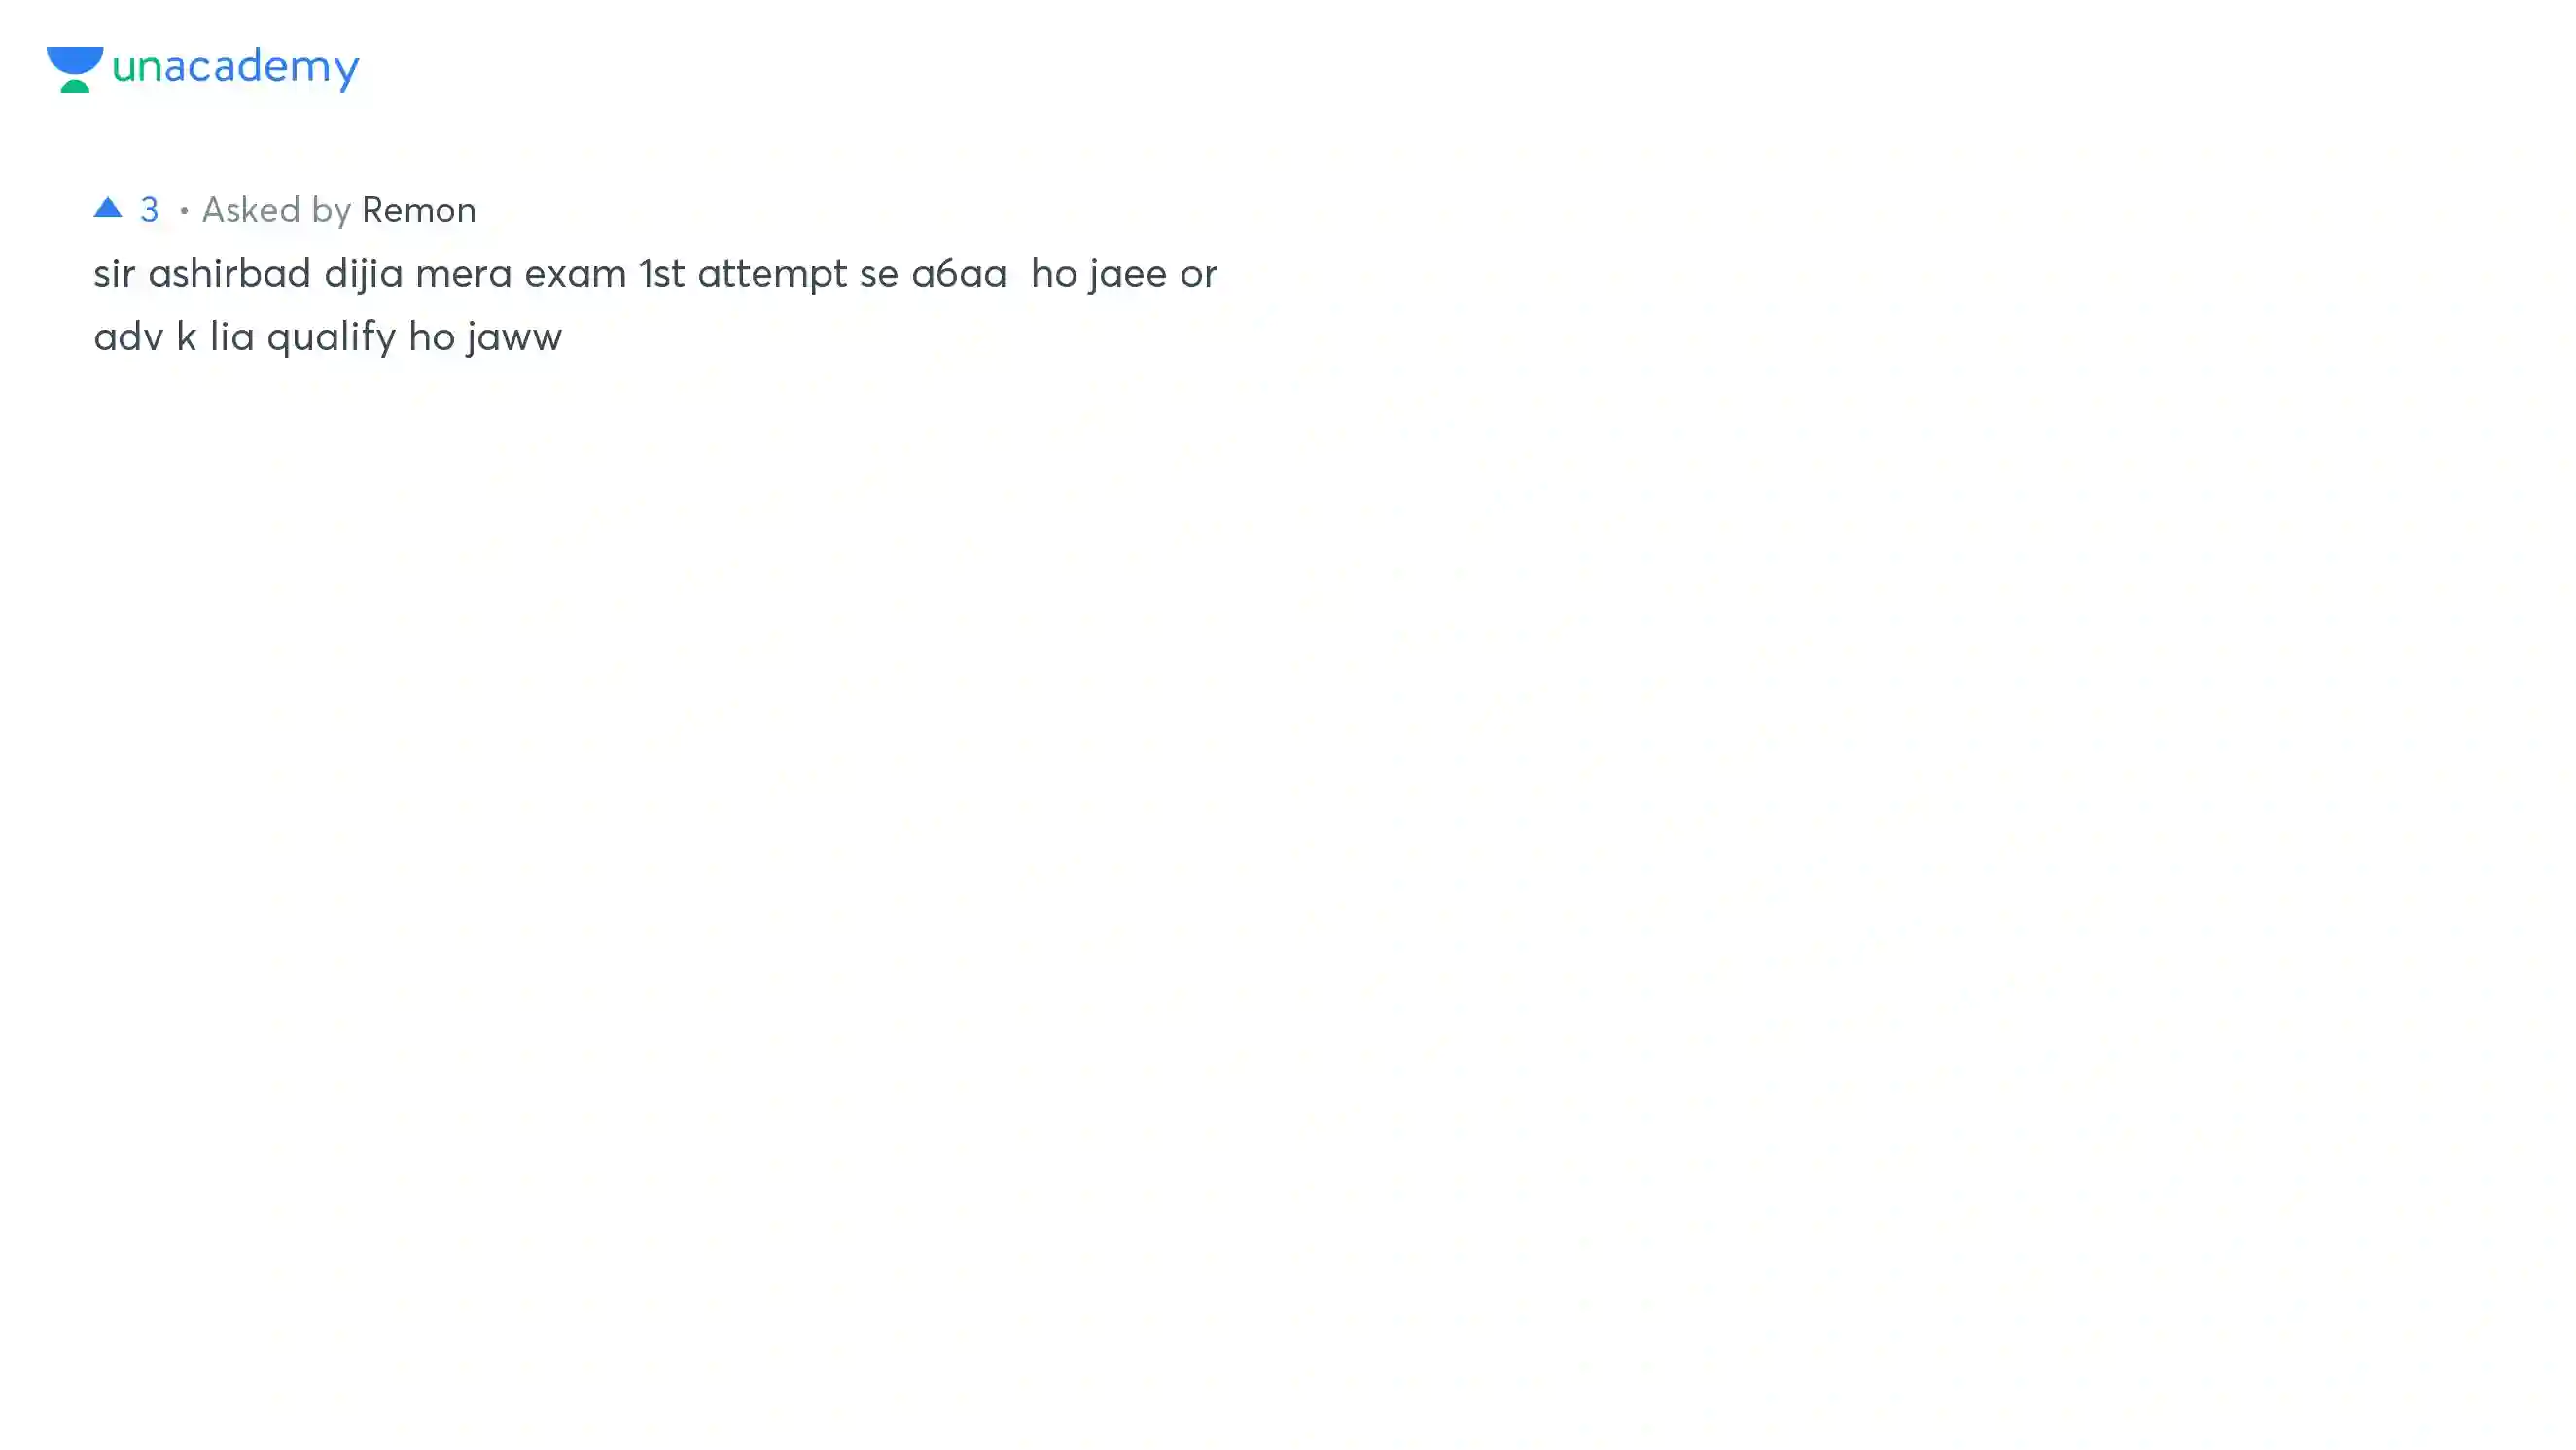 unacademy
▲ 3 • Asked by Remon
sir ashirbad dijia mera exam 1st attempt se a6aa  ho jaee or
adv k lia qualify ho jaww